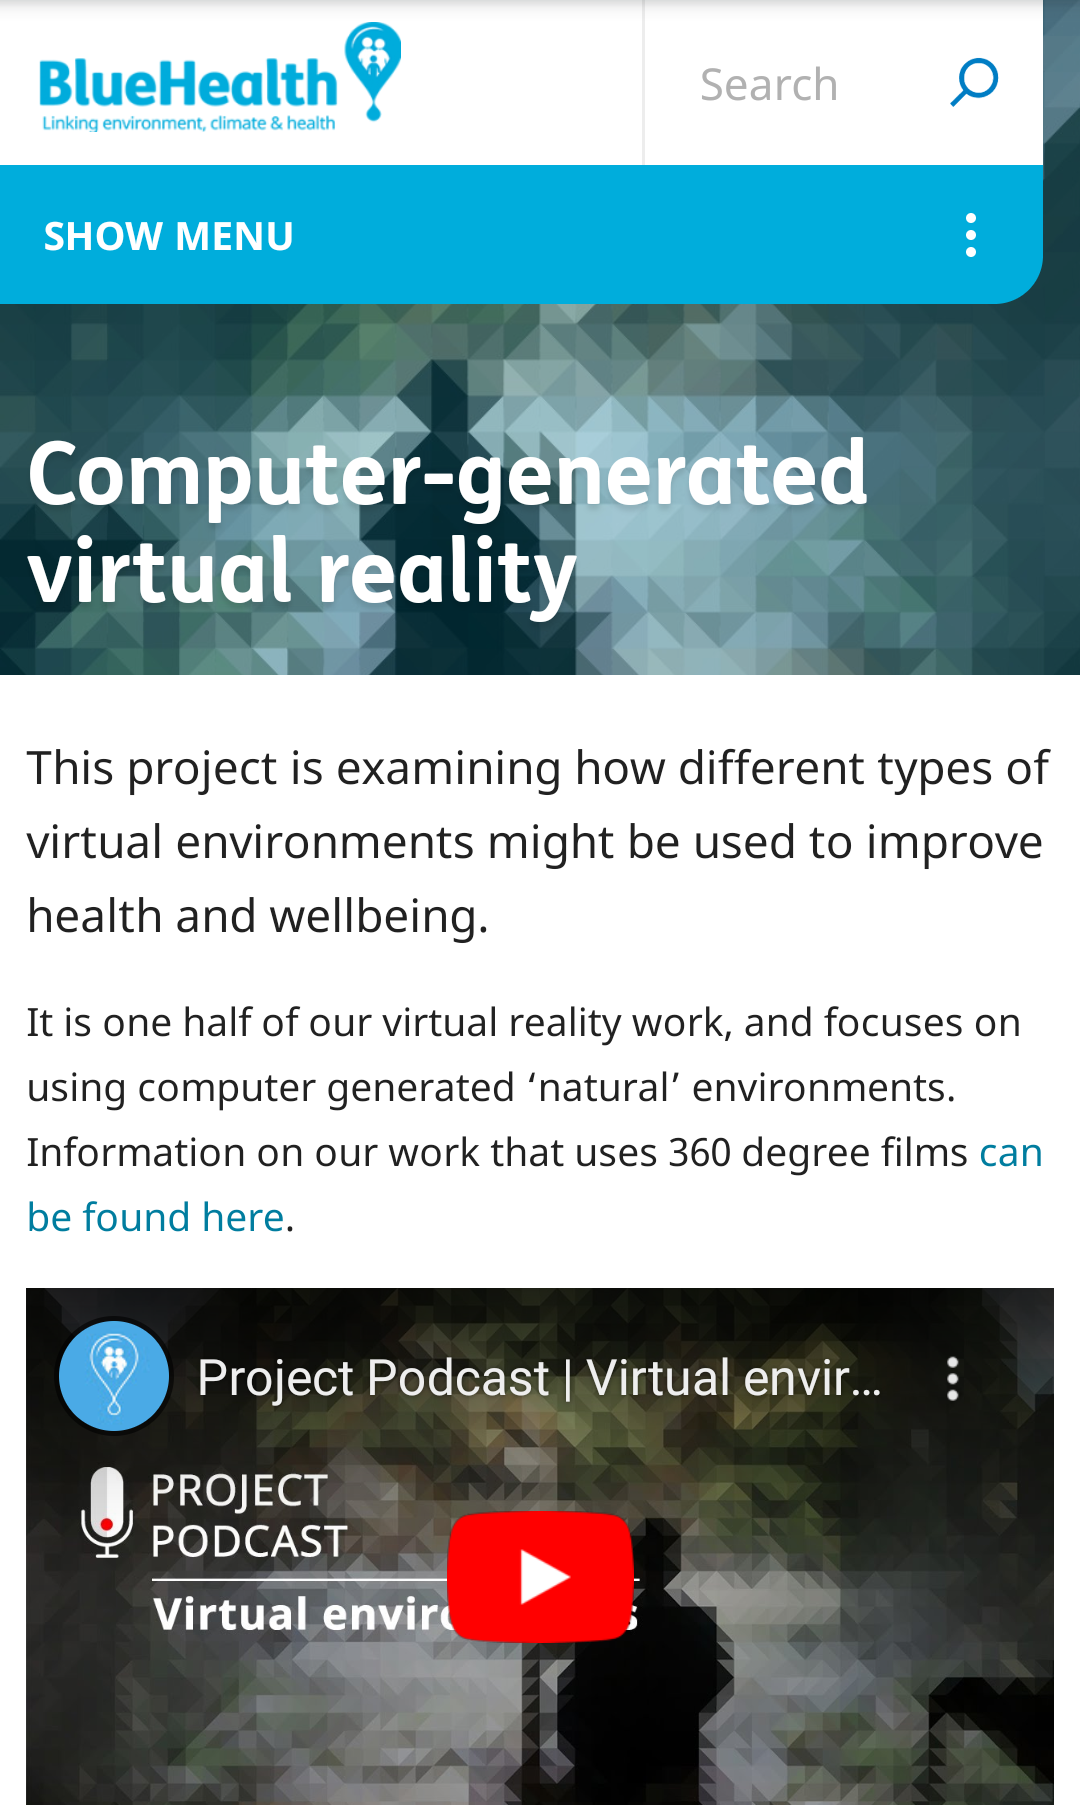 BlueHealth
Linking environment, climate & health
Search
SHOW MENU
Computer-generated
virtual reality
This project is examining how different types of
virtual environments might be used to improve
health and wellbeing.
It is one half of our virtual reality work, and focuses on
using computer generated ‘natural’ environments.
Information on our work that uses 360 degree films can
be found here.
Project Podcast | Virtual envir...
PROJECT
PODCAST
Virtual